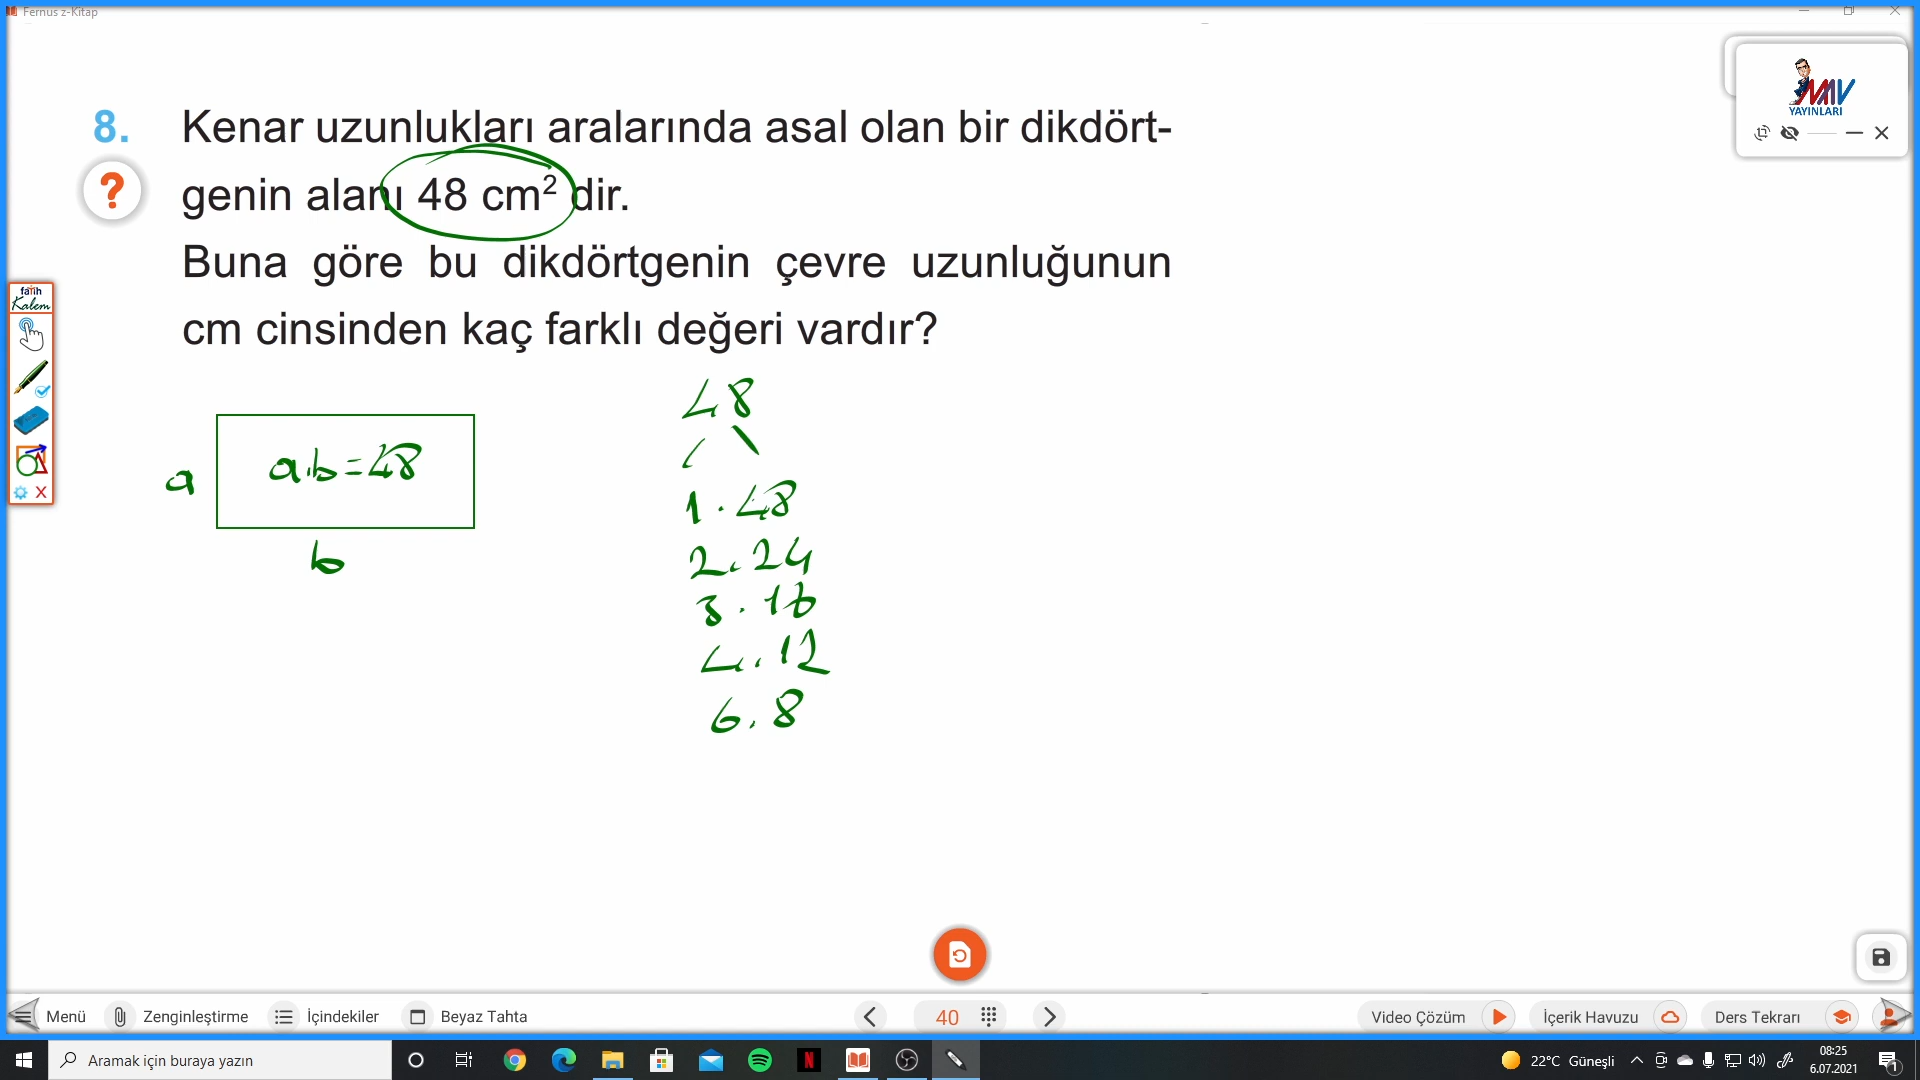 Fernus z-Kitap
MAV
YAYINLARI
8. Kenar uzunlukları aralarında asal olan bir dikdört-
genin alanı 48 cm² dir.
Buna göre bu dikdörtgenin çevre uzunluğunun
cm cinsinden kaç farklı değeri vardır?
?
fatih
Kalem
X
a
a.b=48
b
48
1.48
2.24
3.16
4.12
6.8
Menü
Zenginleştirme
İçindekiler
Beyaz Tahta
40
Video Çözüm
İçerik Havuzu
Ders Tekrarı
Aramak için buraya yazın
N
22°C Güneşli
08:25
6.07.2021
1